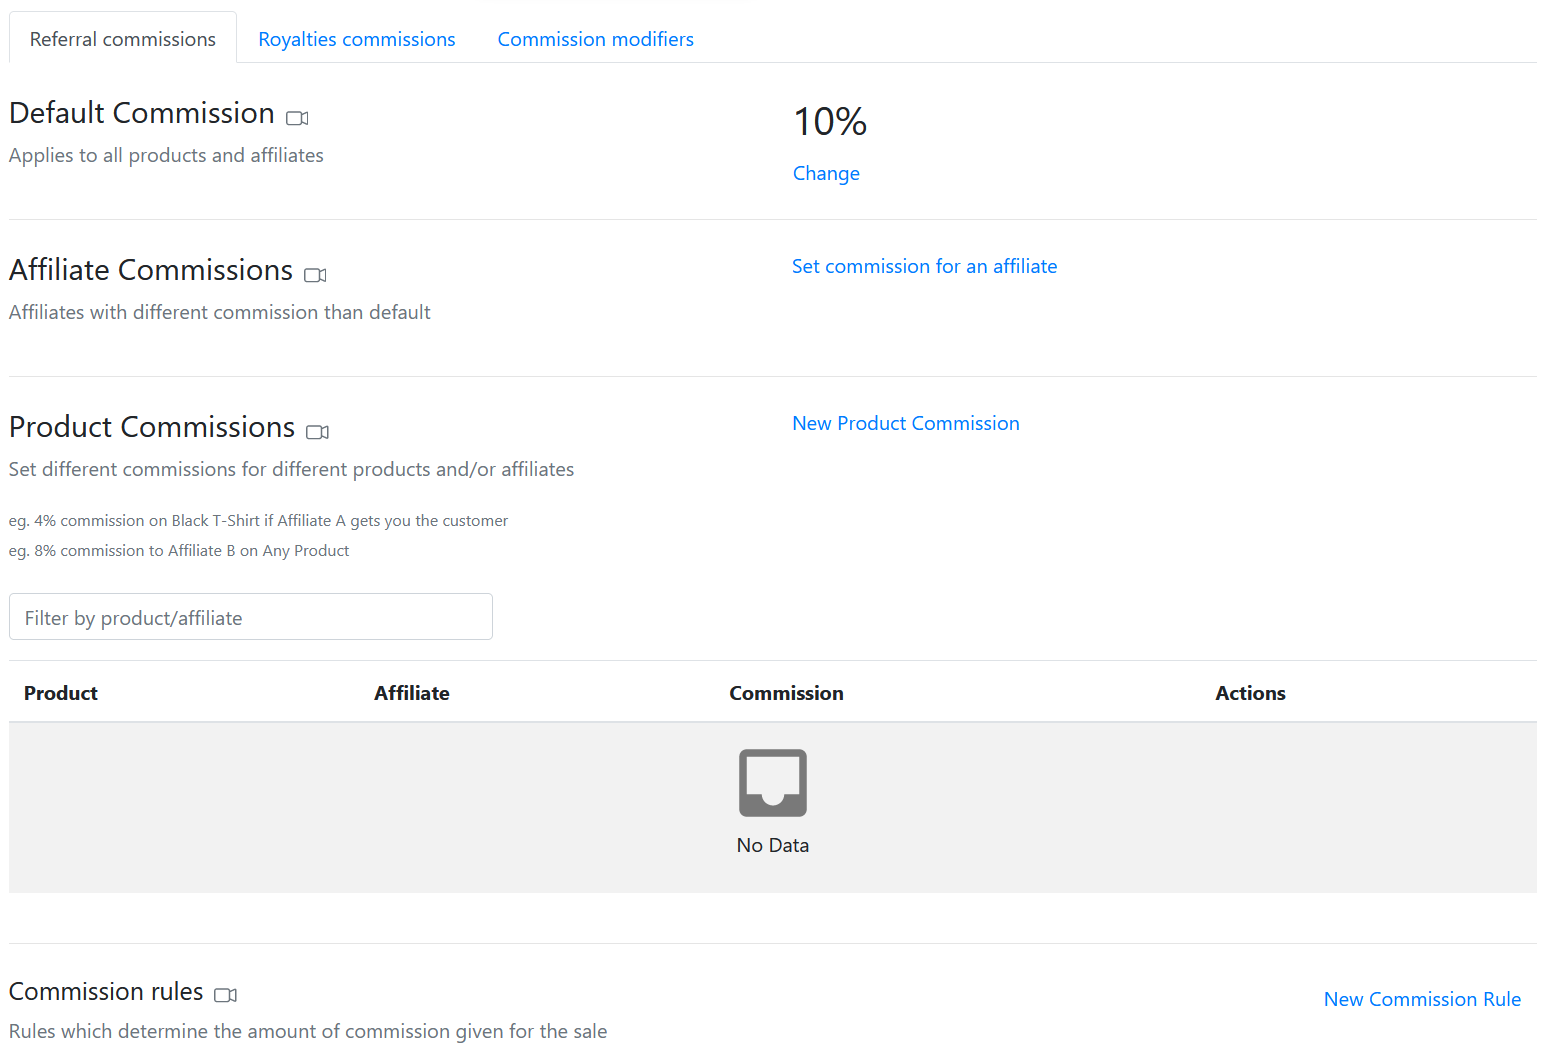 Referral commissions
Royalties commissions
Commission modifiers
Default Commission
Applies to all products and affiliates
10%
Change
Affiliate Commissions
Affiliates with different commission than default
Set commission for an affiliate
Product Commissions
Set different commissions for different products and/or affiliates
New Product Commission
eg. 4% commission on Black T-Shirt if Affiliate A gets you the customer
eg. 8% commission to Affiliate B on Any Product
Filter by product/affiliate
Product
Affiliate
Commission
Actions
No Data
Commission rules
Rules which determine the amount of commission given for the sale
New Commission Rule